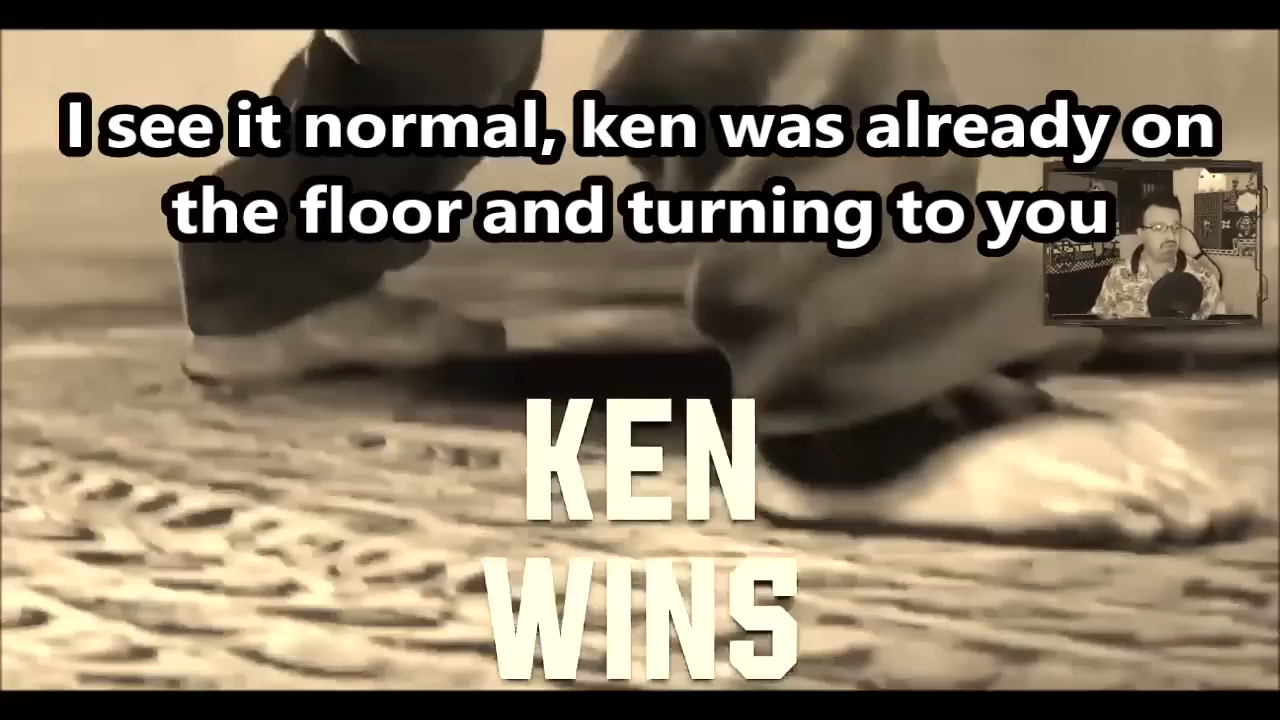 I see it normal, ken was already on
the floor and turning to you
KEN
WINS